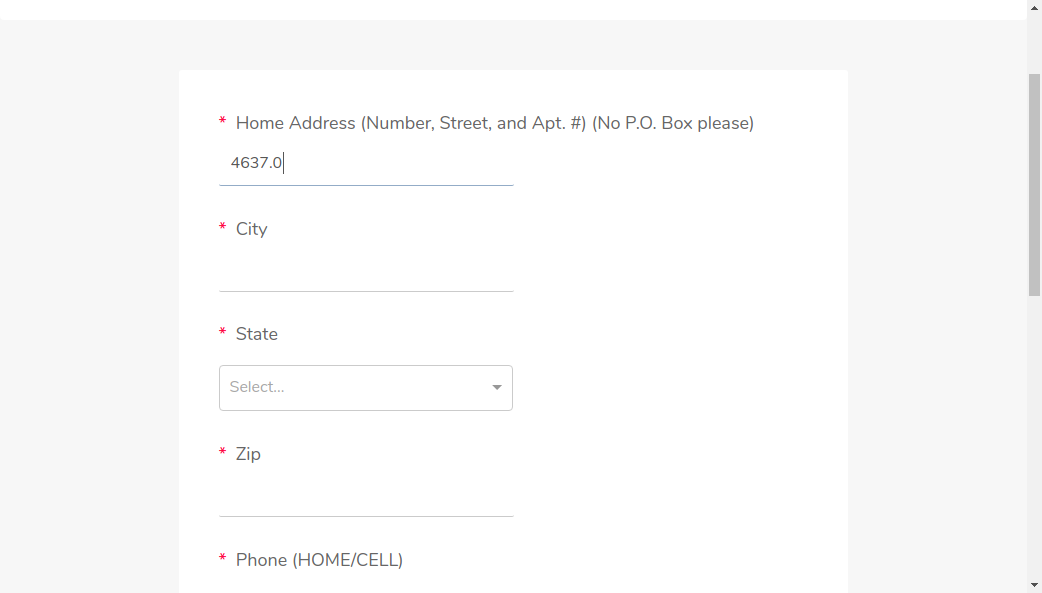 * Home Address (Number, Street, and Apt. #) (No P.O. Box please)
4637.0
* City
* State
Select...
* Zip
* Phone (HOME/CELL)